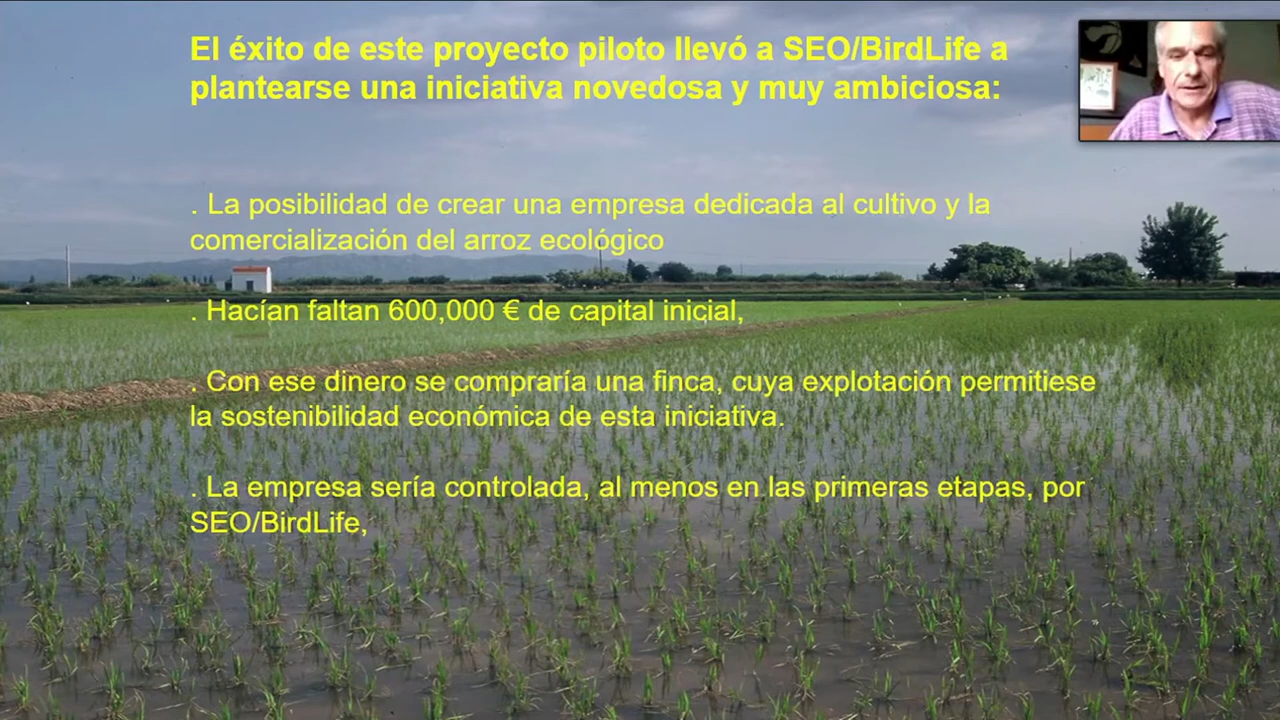 El éxito de este proyecto piloto llevó a SEO/BirdLife a
plantearse una iniciativa novedosa y muy ambiciosa:
. La posibilidad de crear una empresa dedicada al cultivo y la
comercialización del arroz ecológico
. Hacían faltan 600,000 € de capital inicial,
. Con ese dinero se compraría una finca, cuya explotación permitiese
la sostenibilidad económica de esta iniciativa.
. La empresa sería controlada, al menos en las primeras etapas, por
SEO/BirdLife,